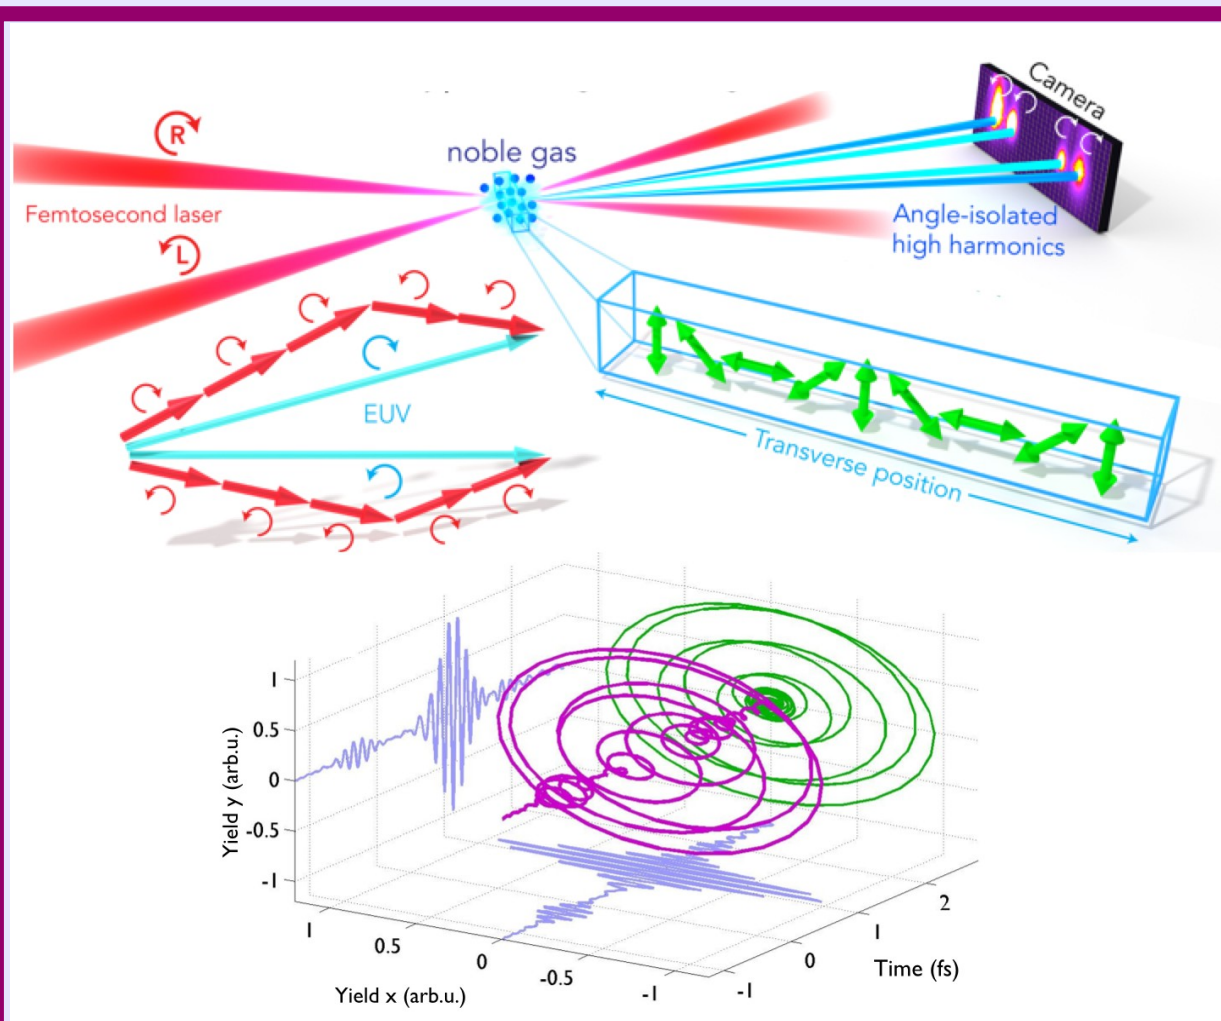 Camera
R
noble gas
Femtosecond laser
Angle-isolated
high harmonics
L
EUV
Transverse position
1
0.5
0
-0.5
-1
Yield y (arb.u.)
1
0.5
0
-0.5
-1
Yield x (arb.u.)
-1
0
1
2
Time (fs)